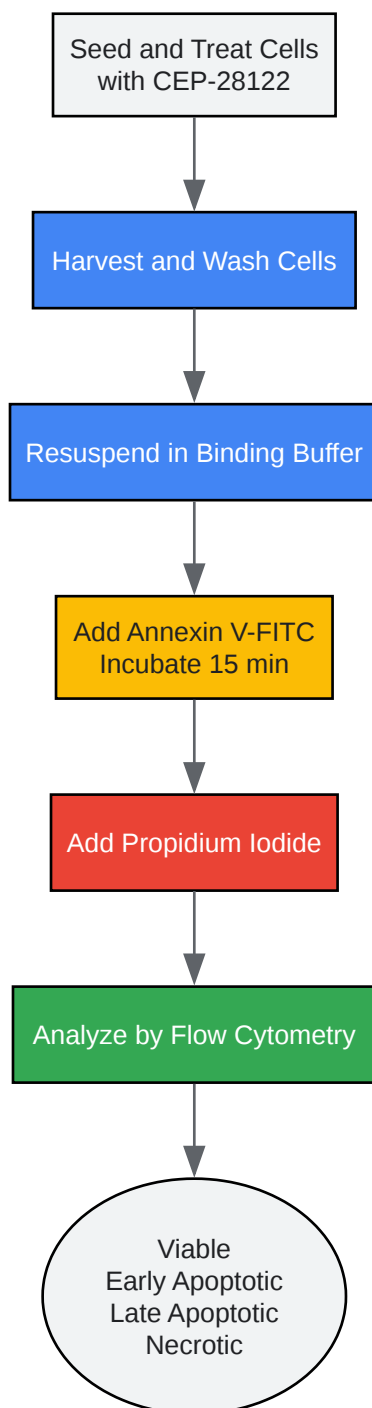 Seed and Treat Cells
with CEP-28122
Harvest and Wash Cells
Resuspend in Binding Buffer
Add Annexin V-FITC
Incubate 15 min
Add Propidium Iodide
Analyze by Flow Cytometry
Viable
Early Apoptotic
Late Apoptotic
Necrotic